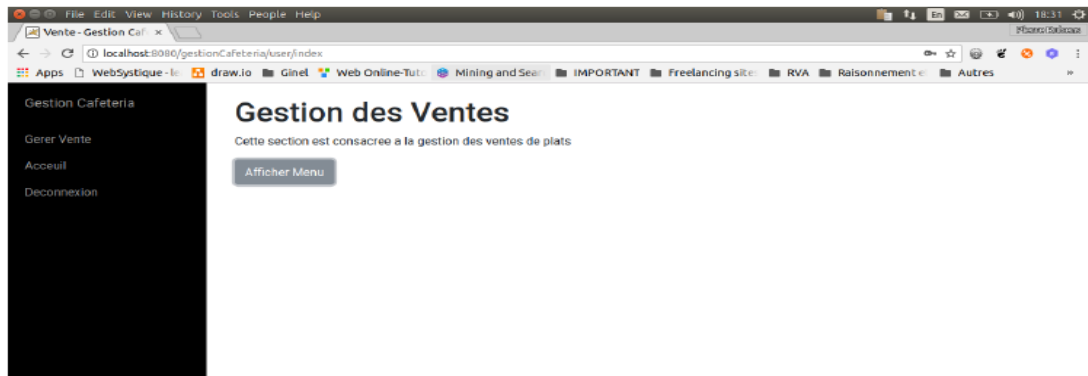 File Edit View History Tools People Help
En 18:31
Vente - Gestion Caf
localhost:8080/gestionCafeteria/user/index
Apps WebSystique - le draw.io Ginel Web Online-Tuto Mining and Sear IMPORTANT Freelancing site: RVA Raisonnement e Autres »
Gestion Cafeteria
Gerer Vente
Acceuil
Deconnexion
Gestion des Ventes
Cette section est consacree a la gestion des ventes de plats
Afficher Menu